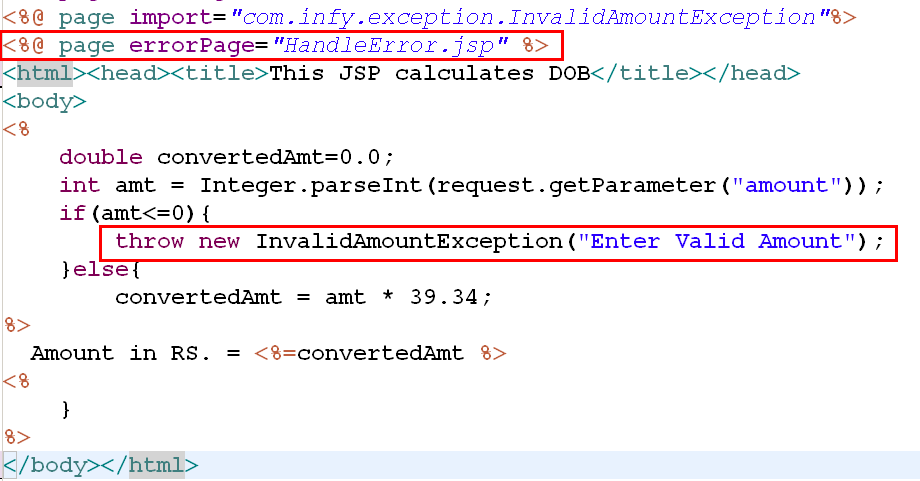 <%@ page import="com.infy.exception.InvalidAmountException"%>
<%@ page errorPage="HandleError.jsp" %>
<html><head><title>This JSP calculates DOB</title></head>
<body>
<%
    double convertedAmt=0.0;
    int amt = Integer.parseInt(request.getParameter("amount"));
    if(amt<=0){
        throw new InvalidAmountException("Enter Valid Amount");
    }else{
        convertedAmt = amt * 39.34;
%>
  Amount in RS. = <%=convertedAmt %>
<%
    }
%>
</body></html>